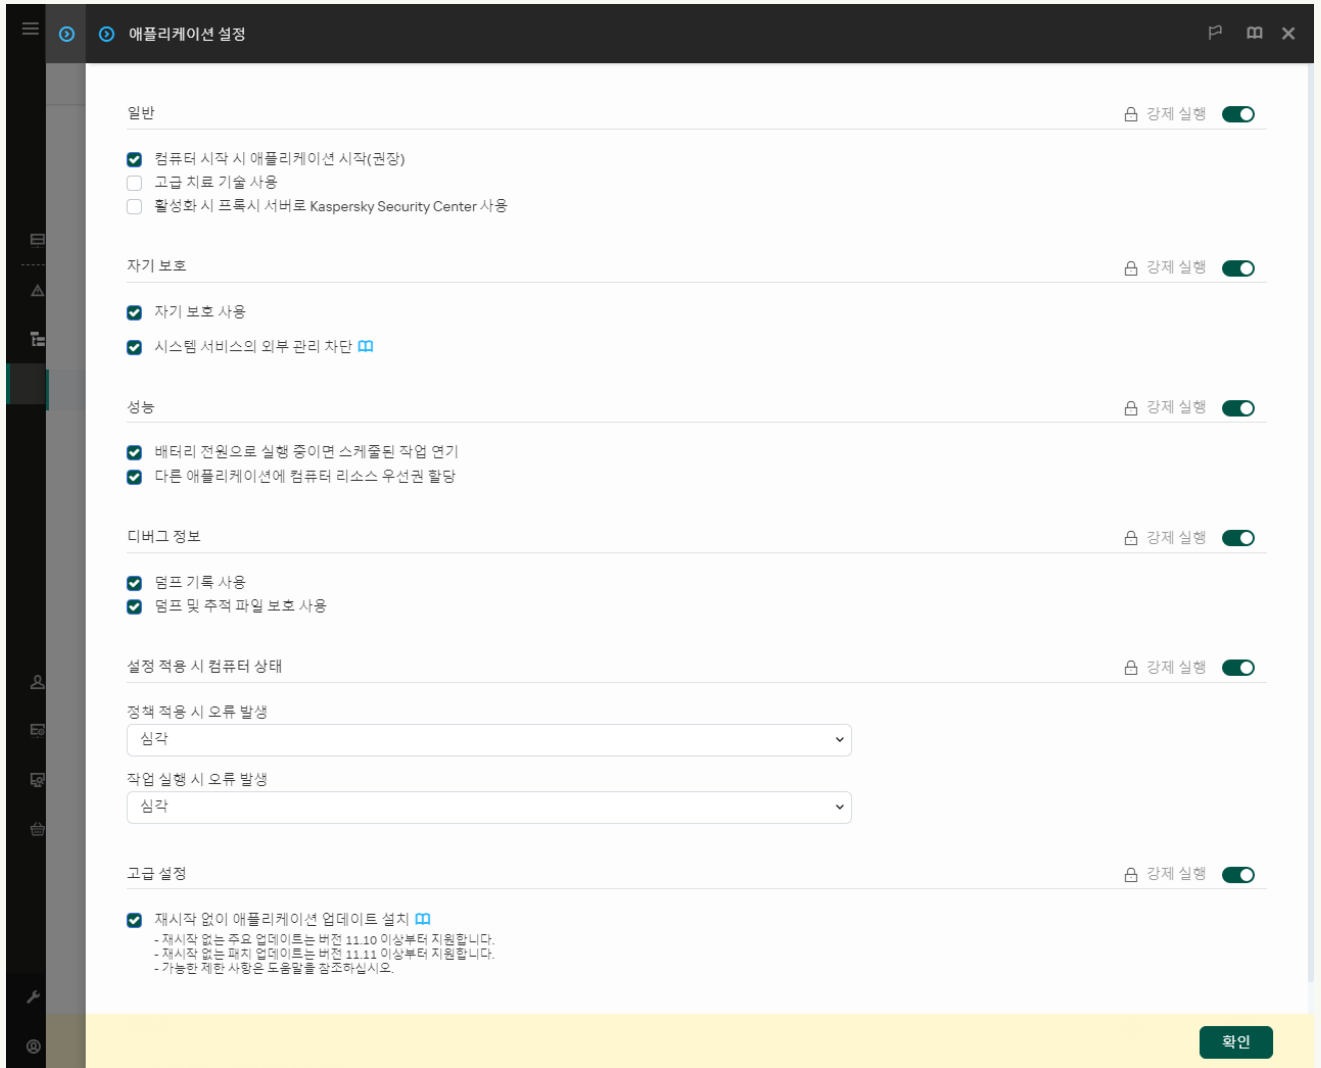 애플리케이션 설정
일반
강제 실행
컴퓨터 시작 시 애플리케이션 시작(권장)
고급 치료 기술 사용
활성화 시 프록시 서버로 Kaspersky Security Center 사용
자기 보호
강제 실행
자기 보호 사용
시스템 서비스의 외부 관리 차단
성능
강제 실행
배터리 전원으로 실행 중이면 스케줄된 작업 연기
다른 애플리케이션에 컴퓨터 리소스 우선권 할당
디버그 정보
강제 실행
덤프 기록 사용
덤프 및 추적 파일 보호 사용
설정 적용 시 컴퓨터 상태
강제 실행
정책 적용 시 오류 발생
심각
작업 실행 시 오류 발생
심각
고급 설정
강제 실행
재시작 없이 애플리케이션 업데이트 설치
- 재시작 없는 주요 업데이트는 버전 11.10 이상부터 지원합니다.
- 재시작 없는 패치 업데이트는 버전 11.11 이상부터 지원합니다.
- 가능한 제한 사항은 도움말을 참조하십시오.
확인